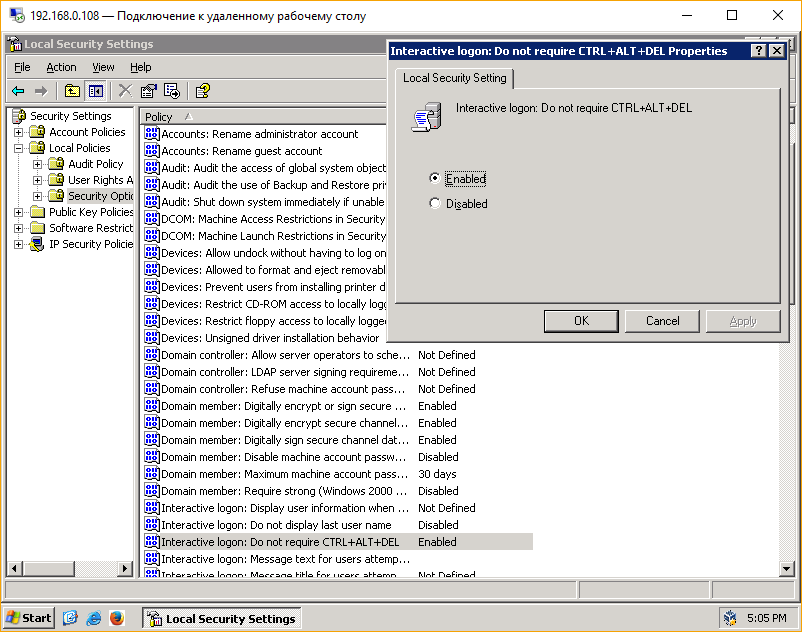 192.168.0.108 — Подключение к удаленному рабочему столу
Local Security Settings
File Action View Help
Interactive logon: Do not require CTRL+ALT+DEL Properties
Local Security Setting
Interactive logon: Do not require CTRL+ALT+DEL
Enabled
Disabled
OK Cancel Apply
Security Settings
Account Policies
Local Policies
Audit Policy
User Rights A
Security Optio
Public Key Policies
Software Restrict
IP Security Policie
Policy
Accounts: Rename administrator account
Accounts: Rename guest account
Audit: Audit the access of global system object
Audit: Audit the use of Backup and Restore priv
Audit: Shut down system immediately if unable
DCOM: Machine Access Restrictions in Security
DCOM: Machine Launch Restrictions in Security
Devices: Allow undock without having to log on
Devices: Allowed to format and eject removabl
Devices: Prevent users from installing printer d
Devices: Restrict CD-ROM access to locally logg
Devices: Restrict floppy access to locally logge
Devices: Unsigned driver installation behavior
Domain controller: Allow server operators to sche... Not Defined
Domain controller: LDAP server signing requireme... Not Defined
Domain controller: Refuse machine account pass... Not Defined
Domain member: Digitally encrypt or sign secure ... Enabled
Domain member: Digitally encrypt secure channel... Enabled
Domain member: Digitally sign secure channel dat... Enabled
Domain member: Disable machine account passw... Disabled
Domain member: Maximum machine account pass... 30 days
Domain member: Require strong (Windows 2000 ... Disabled
Interactive logon: Display user information when ... Not Defined
Interactive logon: Do not display last user name Disabled
Interactive logon: Do not require CTRL+ALT+DEL Enabled
Interactive logon: Message text for users attemp...
Interactive logon: Message title for users attemp... Not Defined
Start Local Security Settings 5:05 PM